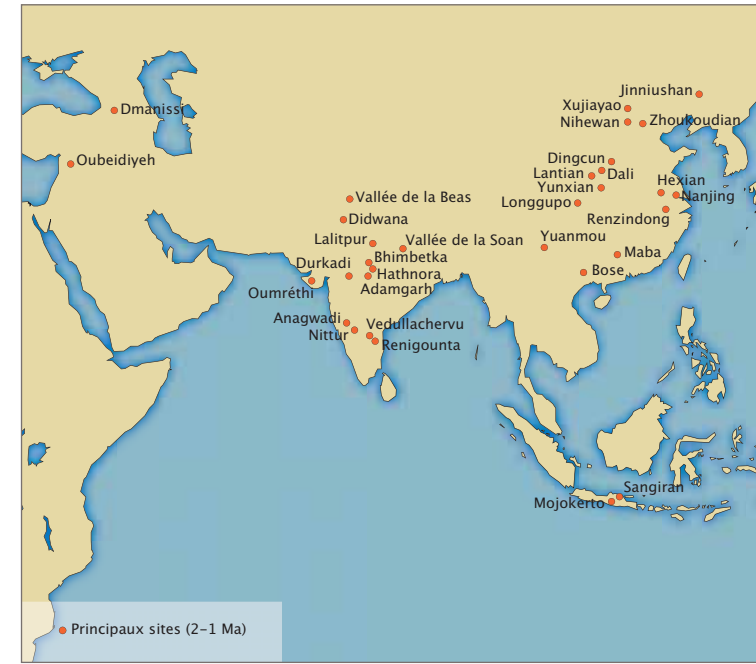 Jinniushan
Xujiayao
Nihewan
Zhoukoudian
Dmanissi
Oubeidiyeh
Dingcun
Lantian
Dali
Yunxian
Hexian
Nanjing
Longgupo
Renzindong
Vallée de la Beas
Didwana
Lalitpur
Vallée de la Soan
Yuanmou
Maba
Durkadi
Bhimbetka
Hathnora
Bose
Oumréthi
Adamgarh
Anagwadi
Vedullachervu
Nittur
Renigounta
Sangiran
Mojokerto
Principaux sites (2-1 Ma)